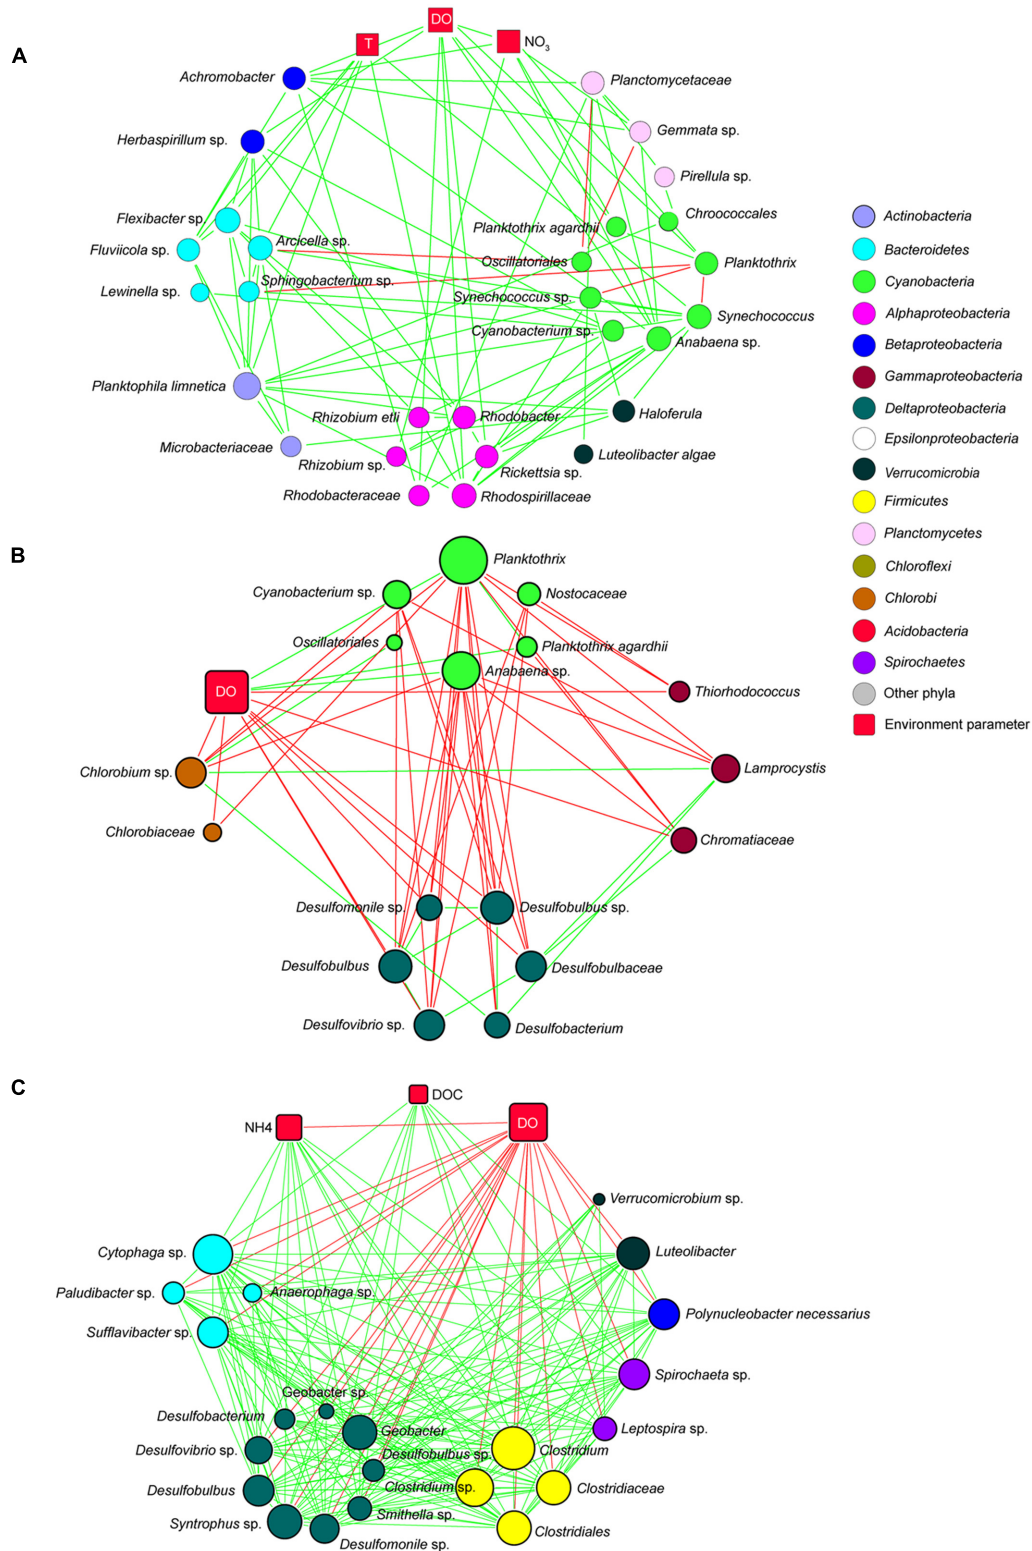 A
T
DO
NO3
Achromobacter
Planctomycetaceae
Herbaspirillum sp.
Gemmata sp.
Pirellula sp.
Flexibacter sp.
Chroococcales
Planktothrix agardhii
Fluviicola sp.
Arcicella sp.
Oscillatoriales
Planktothrix
Lewinella sp.
Sphingobacterium sp.
Synechococcus sp.
Synechococcus
Cyanobacterium sp.
Anabaena sp.
Planktophila limnetica
Rhizobium etli
Rhodobacter
Haloferula
Microbacteriaceae
Rhizobium sp.
Rickettsia sp.
Luteolibacter algae
Rhodobacteraceae
Rhodospirillaceae
Actinobacteria
Bacteroidetes
Cyanobacteria
Alphaproteobacteria
Betaproteobacteria
Gammaproteobacteria
Deltaproteobacteria
Epsilonproteobacteria
Verrucomicrobia
Firmicutes
Planctomycetes
Chloroflexi
Chlorobi
Acidobacteria
Spirochaetes
Other phyla
Environment parameter
B
Planktothrix
Cyanobacterium sp.
Nostocaceae
Oscillatoriales
Planktothrix agardhii
Anabaena sp.
DO
Thiorhodococcus
Chlorobium sp.
Lamprocystis
Chlorobiaceae
Chromatiaceae
Desulfomonile sp.
Desulfobulbus sp.
Desulfobulbus
Desulfobulbaceae
Desulfovibrio sp.
Desulfobacterium
C
DOC
NH4
DO
Verrucomicrobium sp.
Cytophaga sp.
Luteolibacter
Paludibacter sp.
Anaerophaga sp.
Polynucleobacter necessarius
Sufflavibacter sp.
Spirochaeta sp.
Geobacter sp.
Desulfobacterium
Geobacter
Leptospira sp.
Desulfovibrio sp.
Desulfobulbus sp.
Clostridium
Desulfobulbus
Clostridium sp.
Clostridiaceae
Syntrophus sp.
Smithella sp.
Clostridiales
Desulfomonile sp.